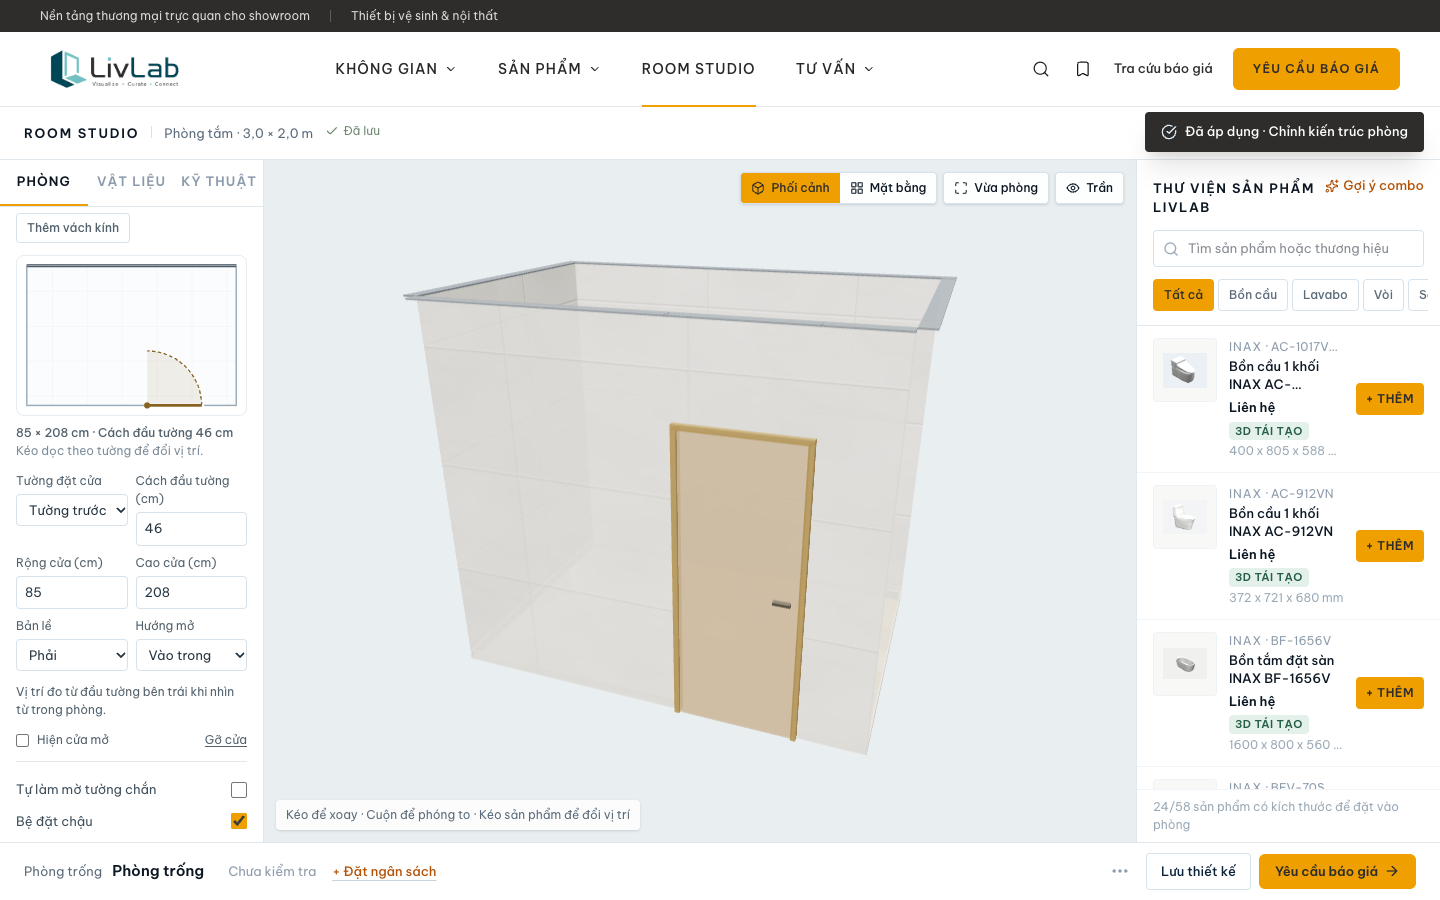 Nền tảng thương mại trực quan cho showroom
Thiết bị vệ sinh & nội thất
LivLab
Visualize • Curate • Connect
KHÔNG GIAN
SẢN PHẨM
ROOM STUDIO
TƯ VẤN
Tra cứu báo giá
YÊU CẦU BÁO GIÁ
ROOM STUDIO
Phòng tắm · 3,0 × 2,0 m
Đã lưu
Đã áp dụng · Chỉnh kiến trúc phòng
PHÒNG
VẬT LIỆU
KỸ THUẬT
Thêm vách kính
85 × 208 cm · Cách đầu tường 46 cm
Kéo dọc theo tường để đổi vị trí.
Tường đặt cửa
Tường trước
Cách đầu tường
(cm)
46
Rộng cửa (cm)
85
Cao cửa (cm)
208
Bản lề
Phải
Hướng mở
Vào trong
Vị trí đo từ đầu tường bên trái khi nhìn
từ trong phòng.
Hiện cửa mở
Gỡ cửa
Tự làm mờ tường chắn
Bệ đặt chậu
Phối cảnh
Mặt bằng
Vừa phòng
Trần
Kéo để xoay · Cuộn để phóng to · Kéo sản phẩm để đổi vị trí
THƯ VIỆN SẢN PHẨM
LIVLAB
Gợi ý combo
Tìm sản phẩm hoặc thương hiệu
Tất cả
Bồn cầu
Lavabo
Vòi
INAX · AC-1017V...
Bồn cầu 1 khối
INAX AC-...
Liên hệ
3D TÁI TẠO
400 x 805 x 588 ...
+ THÊM
INAX · AC-912VN
Bồn cầu 1 khối
INAX AC-912VN
Liên hệ
3D TÁI TẠO
372 x 721 x 680 mm
+ THÊM
INAX · BF-1656V
Bồn tắm đặt sàn
INAX BF-1656V
Liên hệ
3D TÁI TẠO
1600 x 800 x 560 ...
+ THÊM
INAX · BFV-70S
24/58 sản phẩm có kích thước để đặt vào
phòng
Phòng trống
Phòng trống
Chưa kiểm tra
+ Đặt ngân sách
Lưu thiết kế
Yêu cầu báo giá